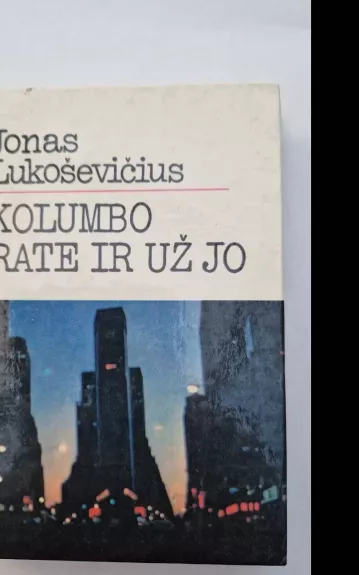 Jonas
Lukoševičius
KOLUMBO
RATE IR UŽ JO